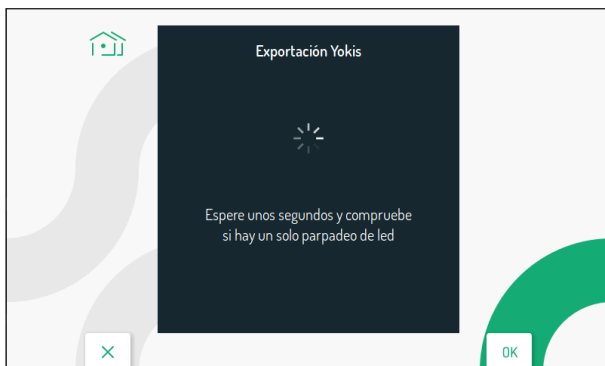 Exportación Yokis
Espere unos segundos y compruebe
si hay un solo parpadeo de led
OK